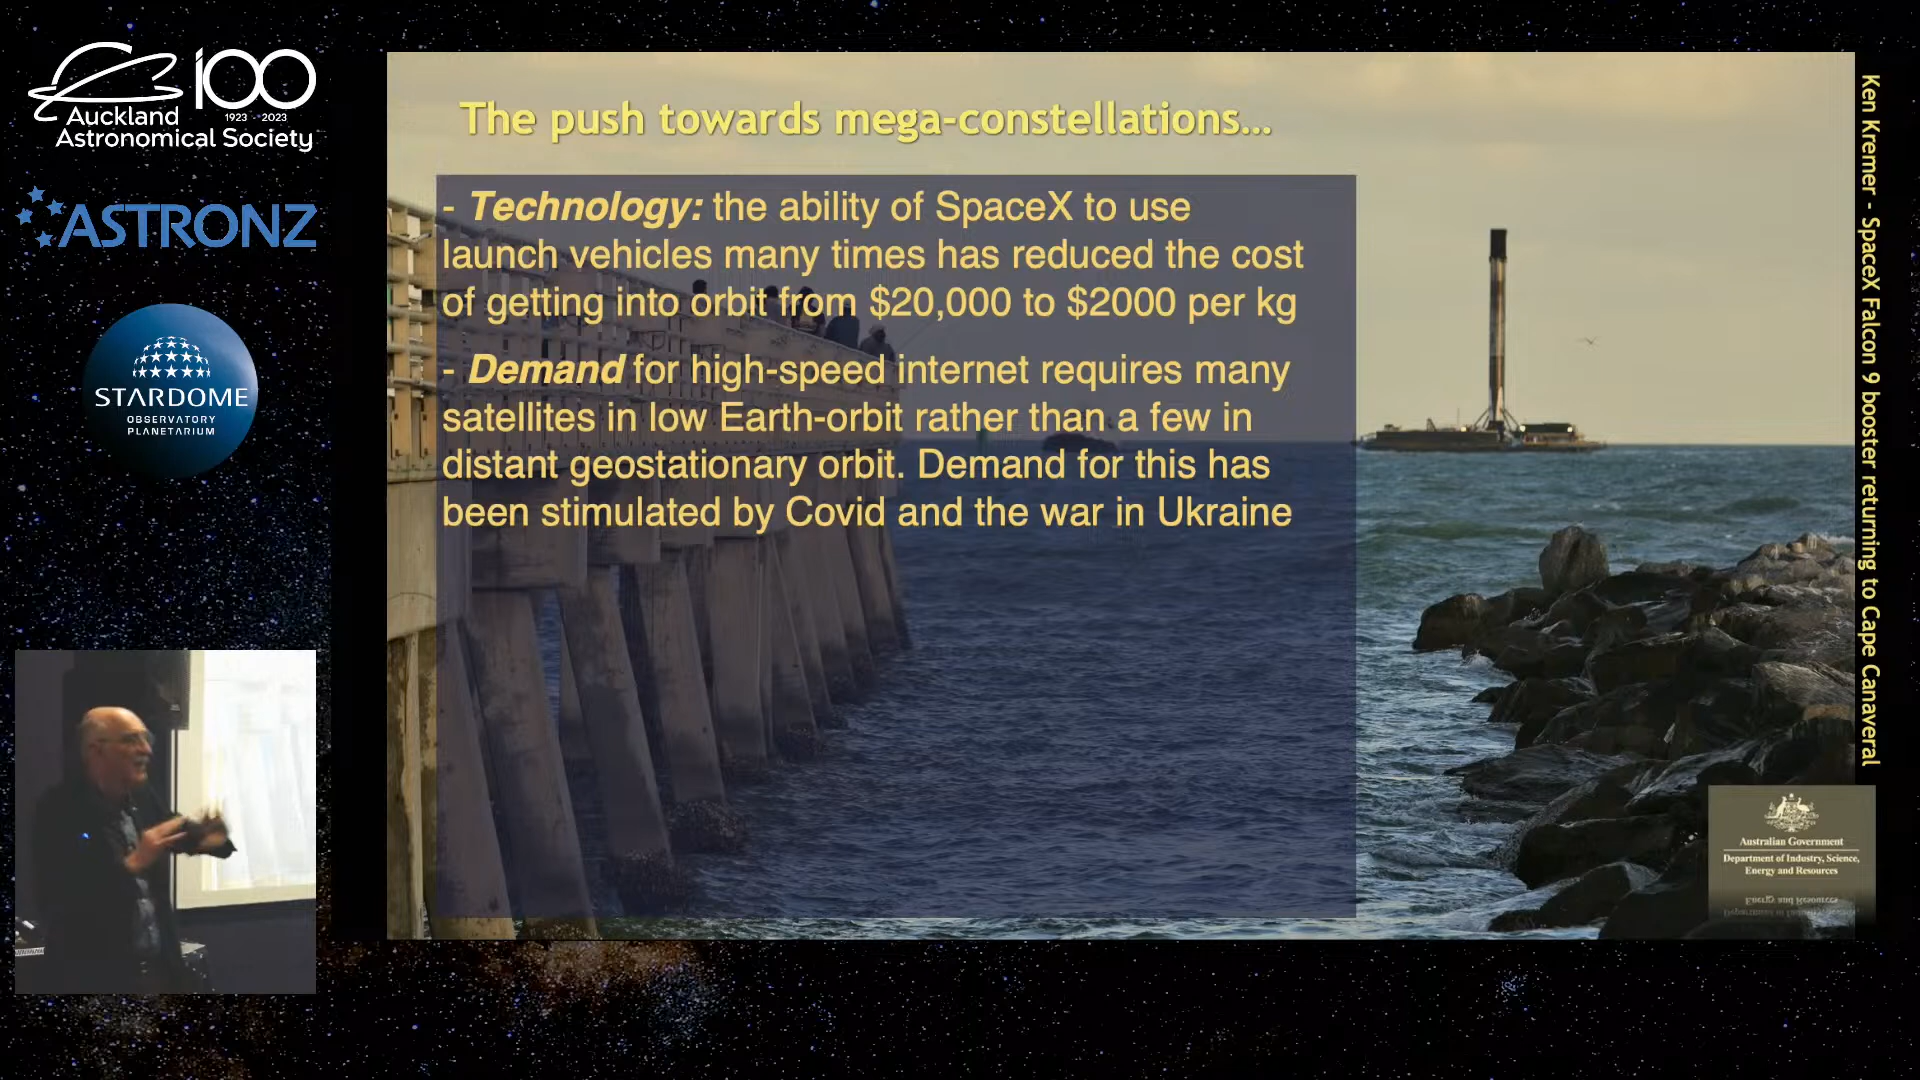 100
Auckland
1923 - 2023
Astronomical Society
ASTRONZ
STARDOME
OBSERVATORY
PLANETARIUM
The push towards mega-constellations...
- Technology: the ability of SpaceX to use
launch vehicles many times has reduced the cost
of getting into orbit from $20,000 to $2000 per kg
- Demand for high-speed internet requires many
satellites in low Earth-orbit rather than a few in
distant geostationary orbit. Demand for this has
been stimulated by Covid and the war in Ukraine
Ken Kremer - SpaceX Falcon 9 booster returning to Cape Canaveral
Australian Government
Department of Industry, Science,
Energy and Resources